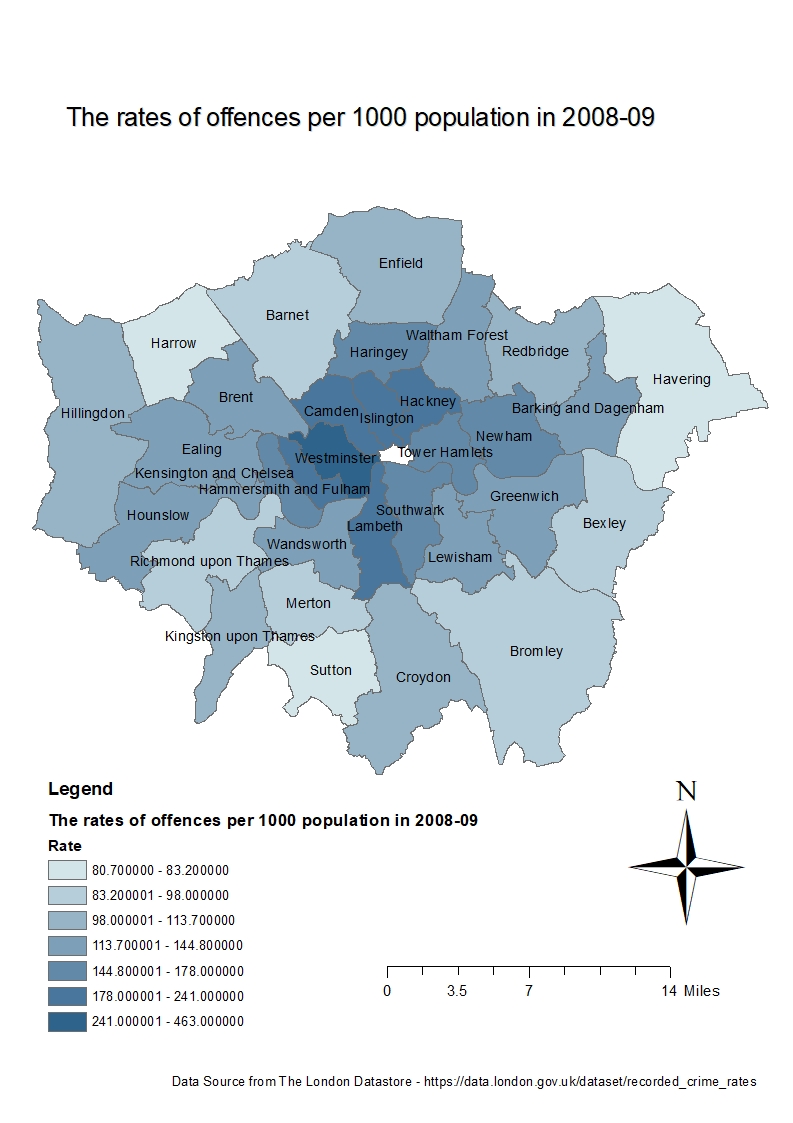 The rates of offences per 1000 population in 2008-09
Enfield
Barnet
Harrow
Waltham Forest
Haringey
Redbridge
Havering
Brent
Hackney
Hillingdon
Camden
Islington
Barking and Dagenham
Newham
Ealing
Westminster
Tower Hamlets
Kensington and Chelsea
Hammersmith and Fulham
Greenwich
Hounslow
Southwark
Lambeth
Bexley
Wandsworth
Lewisham
Richmond upon Thames
Merton
Kingston upon Thames
Bromley
Sutton
Croydon
Legend
The rates of offences per 1000 population in 2008-09
Rate
80.700000 - 83.200000
83.200001 - 98.000000
98.000001 - 113.700000
113.700001 - 144.800000
144.800001 - 178.000000
178.000001 - 241.000000
241.000001 - 463.000000
N
0 3.5 7 14 Miles
Data Source from The London Datastore - https://data.london.gov.uk/dataset/recorded_crime_rates